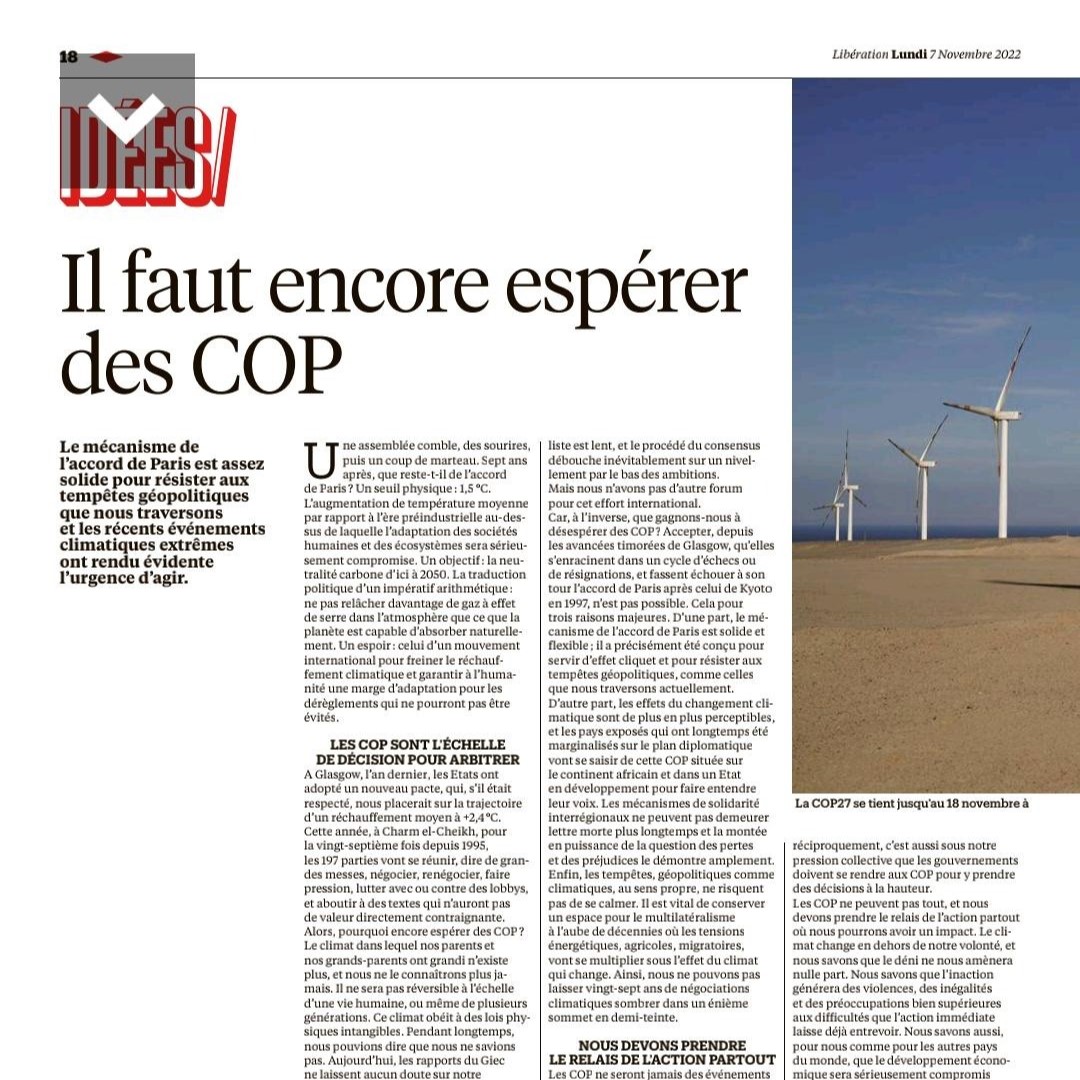 18
Libération Lundi 7 Novembre 2022
IDÉES/
Il faut encore espérer
des COP
Le mécanisme de
l'accord de Paris est assez
solide pour résister aux
tempêtes géopolitiques
que nous traversons
et les récents événements
climatiques extrêmes
ont rendu évidente
l'urgence d'agir.
Une assemblée comble, des sourires,
puis un coup de marteau. Sept ans
après, que reste-t-il de l'accord
de Paris ? Un seuil physique : 1,5 °C.
L'augmentation de température moyenne
par rapport à l'ère préindustrielle au-des-
sus de laquelle l'adaptation des sociétés
humaines et des écosystèmes sera sérieu-
sement compromise. Un objectif : la neu-
tralité carbone d'ici à 2050. La traduction
politique d'un impératif arithmétique :
ne pas relâcher davantage de gaz à effet
de serre dans l'atmosphère que ce que la
planète est capable d'absorber naturelle-
ment. Un espoir : celui d'un mouvement
international pour freiner le réchauf-
fement climatique et garantir à l'huma-
nité une marge d'adaptation pour les
dérèglements qui ne pourront pas être
évités.
LES COP SONT L'ÉCHELLE
DE DÉCISION POUR ARBITRER
A Glasgow, l'an dernier, les Etats ont
adopté un nouveau pacte, qui, s'il était
respecté, nous placerait sur la trajectoire
d'un réchauffement moyen à +2,4 °C.
Cette année, à Charm el-Cheikh, pour
la vingt-septième fois depuis 1995,
les 197 parties vont se réunir, dire de gran-
des messes, négocier, renégocier, faire
pression, lutter avec ou contre des lobbys,
et aboutir à des textes qui n'auront pas
de valeur directement contraignante.
Alors, pourquoi encore espérer des COP ?
Le climat dans lequel nos parents et
nos grands-parents ont grandi n'existe
plus, et nous ne le connaîtrons plus ja-
mais. Il ne sera pas réversible à l'échelle
d'une vie humaine, ou même de plusieurs
générations. Ce climat obéit à des lois phy-
siques intangibles. Pendant longtemps,
nous pouvions dire que nous ne savions
pas. Aujourd'hui, les rapports du Giec
ne laissent aucun doute sur notre
liste est lent, et le procédé du consensus
débouche inévitablement sur un nivel-
lement par le bas des ambitions.
Mais nous n'avons pas d'autre forum
pour cet effort international.
Car, à l'inverse, que gagnons-nous à
désespérer des COP ? Accepter, depuis
les avancées timorées de Glasgow, qu'elles
s'enracinent dans un cycle d'échecs ou
de résignations, et fassent échouer à son
tour l'accord de Paris après celui de Kyoto
en 1997, n'est pas possible. Cela pour
trois raisons majeures. D'une part, le mé-
canisme de l'accord de Paris est solide et
flexible ; il a précisément été conçu pour
servir d'effet cliquet et pour résister aux
tempêtes géopolitiques, comme celles
que nous traversons actuellement.
D'autre part, les effets du changement cli-
matique sont de plus en plus perceptibles,
et les pays exposés qui ont longtemps été
marginalisés sur le plan diplomatique
vont se saisir de cette COP située sur
le continent africain et dans un Etat
en développement pour faire entendre
leur voix. Les mécanismes de solidarité
interrégionaux ne peuvent pas demeurer
lettre morte plus longtemps et la montée
en puissance de la question des pertes
et des préjudices le démontre amplement.
Enfin, les tempêtes, géopolitiques comme
climatiques, au sens propre, ne risquent
pas de se calmer. Il est vital de conserver
un espace pour le multilatéralisme
à l'aube de décennies où les tensions
énergétiques, agricoles, migratoires,
vont se multiplier sous l'effet du climat
qui change. Ainsi, nous ne pouvons pas
laisser vingt-sept ans de négociations
climatiques sombrer dans un énième
sommet en demi-teinte.
NOUS DEVONS PRENDRE
LE RELAIS DE L'ACTION PARTOUT
Les COP ne seront jamais des événements
La COP27 se tient jusqu'au 18 novembre à
réciproquement, c'est aussi sous notre
pression collective que les gouvernements
doivent se rendre aux COP pour y prendre
des décisions à la hauteur.
Les COP ne peuvent pas tout, et nous
devons prendre le relais de l'action partout
où nous pourrons avoir un impact. Le cli-
mat change en dehors de notre volonté, et
nous savons que le déni ne nous amènera
nulle part. Nous savons que l'inaction
générera des violences, des inégalités
et des préoccupations bien supérieures
aux difficultés que l'action immédiate
laisse déjà entrevoir. Nous savons aussi,
pour nous comme pour les autres pays
du monde, que le développement écono-
mique sera sérieusement compromis